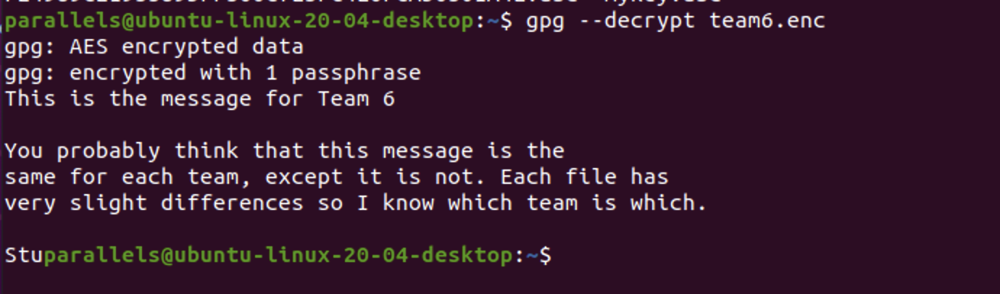 parallels@ubuntu-linux-20-04-desktop:~$ gpg --decrypt team6.enc
gpg: AES encrypted data
gpg: encrypted with 1 passphrase
This is the message for Team 6
You probably think that this message is the
same for each team, except it is not. Each file has
very slight differences so I know which team is which.
Stuparallels@ubuntu-linux-20-04-desktop:~$